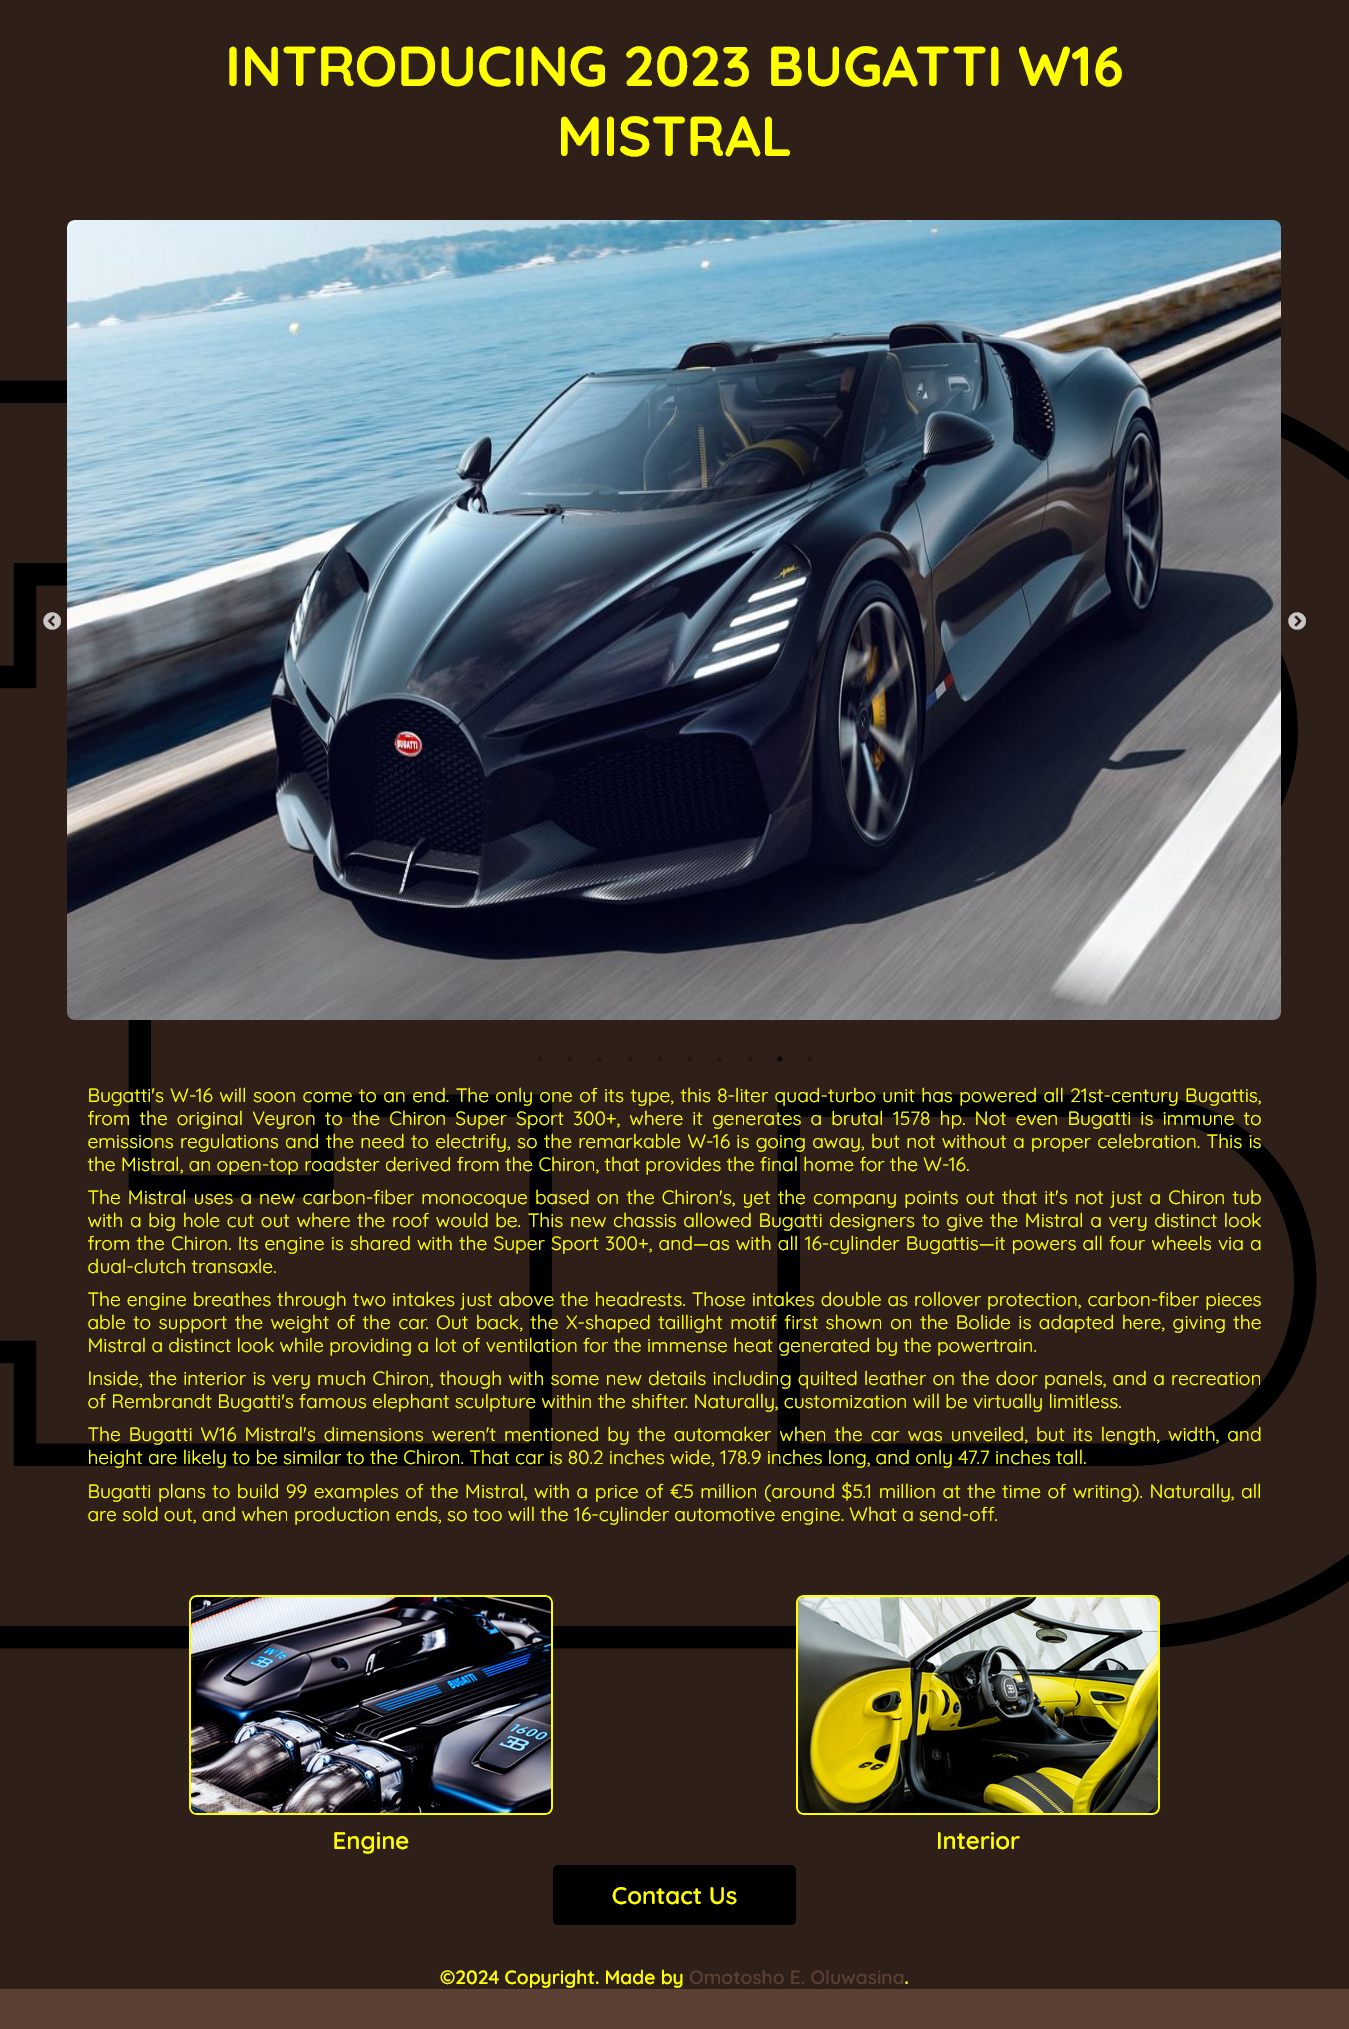 INTRODUCING 2023 BUGATTI W16
MISTRAL
BUGATTI
Bugatti's W-16 will soon come to an end. The only one of its type, this 8-liter quad-turbo unit has powered all 21st-century Bugattis,
from the original Veyron to the Chiron Super Sport 300+, where it generates a brutal 1578 hp. Not even Bugatti is immune to
emissions regulations and the need to electrify, so the remarkable W-16 is going away, but not without a proper celebration. This is
the Mistral, an open-top roadster derived from the Chiron, that provides the final home for the W-16.
The Mistral uses a new carbon-fiber monocoque based on the Chiron's, yet the company points out that it's not just a Chiron tub
with a big hole cut out where the roof would be. This new chassis allowed Bugatti designers to give the Mistral a very distinct look
from the Chiron. Its engine is shared with the Super Sport 300+, and—as with all 16-cylinder Bugattis—it powers all four wheels via a
dual-clutch transaxle.
The engine breathes through two intakes just above the headrests. Those intakes double as rollover protection, carbon-fiber pieces
able to support the weight of the car. Out back, the X-shaped taillight motif first shown on the Bolide is adapted here, giving the
Mistral a distinct look while providing a lot of ventilation for the immense heat generated by the powertrain.
Inside, the interior is very much Chiron, though with some new details including quilted leather on the door panels, and a recreation
of Rembrandt Bugatti's famous elephant sculpture within the shifter. Naturally, customization will be virtually limitless.
The Bugatti W16 Mistral's dimensions weren't mentioned by the automaker when the car was unveiled, but its length, width, and
height are likely to be similar to the Chiron. That car is 80.2 inches wide, 178.9 inches long, and only 47.7 inches tall.
Bugatti plans to build 99 examples of the Mistral, with a price of €5 million (around $5.1 million at the time of writing). Naturally, all
are sold out, and when production ends, so too will the 16-cylinder automotive engine. What a send-off.
W16
BUGATTI
1600
Engine
Interior
Contact Us
©2024 Copyright. Made by Omotosho E. Oluwasina.